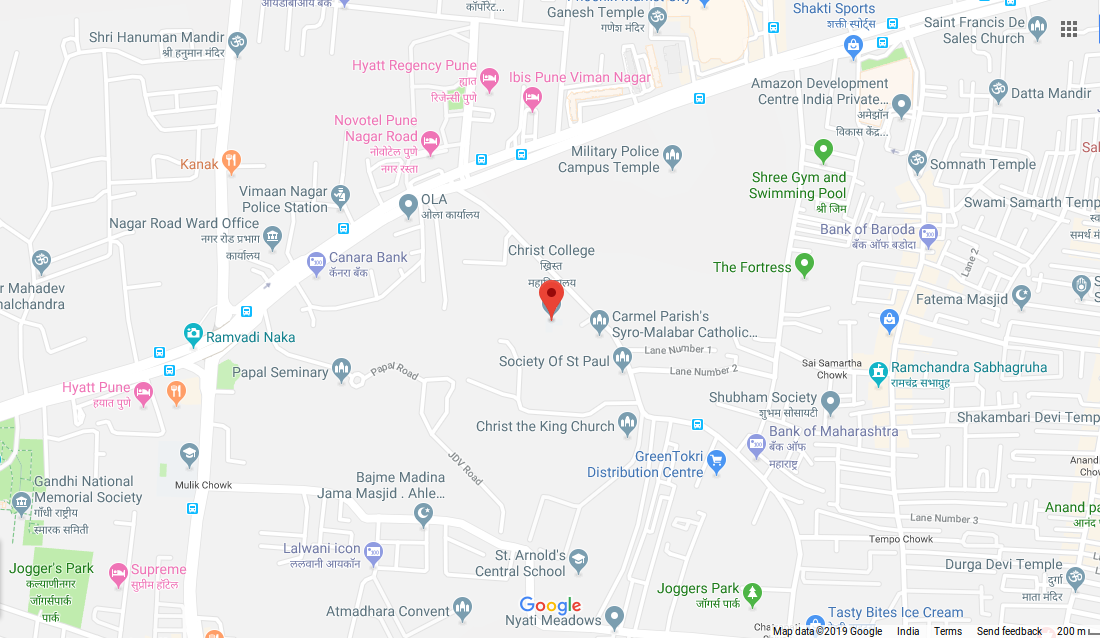 आयडीबीआय बँक
कॉर्पोरेट...
Phoenix Market City
Ganesh Temple
गणेश मंदिर
Shakti Sports
शक्ती स्पोर्ट्स
Saint Francis De
Sales Church
Shri Hanuman Mandir
श्री हनुमान मंदिर
Hyatt Regency Pune
ह्यात
रिजेन्सी पुणे
Ibis Pune Viman Nagar
Amazon Development
Centre India Private...
अमेझॉन
विकास केंद्र...
Datta Mandir
Novotel Pune
Nagar Road
नोवोटेल पुणे
नगर रस्ता
Kanak
Military Police
Campus Temple
Somnath Temple
Shree Gym and
Swimming Pool
श्री जिम
Vimaan Nagar
Police Station
OLA
ओला कार्यालय
Swami Samarth Temp
समर्थ मं
Nagar Road Ward Office
नगर रोड प्रभाग
कार्यालय
Bank of Baroda
बँक ऑफ बडोदा
Canara Bank
कॅनरा बँक
Christ College
ख्रिस्त
The Fortress
Lane 2
r Mahadev
alchandra
Fatema Masjid
Carmel Parish's
Syro-Malabar Catholic...
Ramvadi Naka
Society Of St Paul
Lane Number 1
Lane Number 2
Sai Samartha
Chowk
Ramchandra Sabhagruha
रामचंद्र सभागृह
Papal Seminary
Papal Road
Hyatt Pune
हयात पुणे
Shubham Society
शुभम सोसायटी
Shakambari Devi Temp
Christ the King Church
Bank of Maharashtra
बँक ऑफ
महाराष्ट्र
GreenTokri
Distribution Centre
JDV Road
Anand
Chowk
Gandhi National
Memorial Society
गाँधी राष्ट्रीय
स्मारक समिती
Mulik Chowk
Bajme Madina
Jama Masjid . Ahle...
Anand pa
आनंद
Lane Number 3
Tempo Chowk
Lalwani icon
ललवानी आयकॉन
St. Arnold's
Central School
Jogger's Park
कल्याणीनगर
जॉगर्सपार्क
पार्क
Supreme
सुप्रीम हॉटेल
Durga Devi Temple
दुर्गा
माता मंदिर
Joggers Park
जॉगर्स पार्क
Atmadhara Convent
Google
Nyati Meadows
Tasty Bites Ice Cream
Map data ©2019 Google India Terms Send feedback 200 m